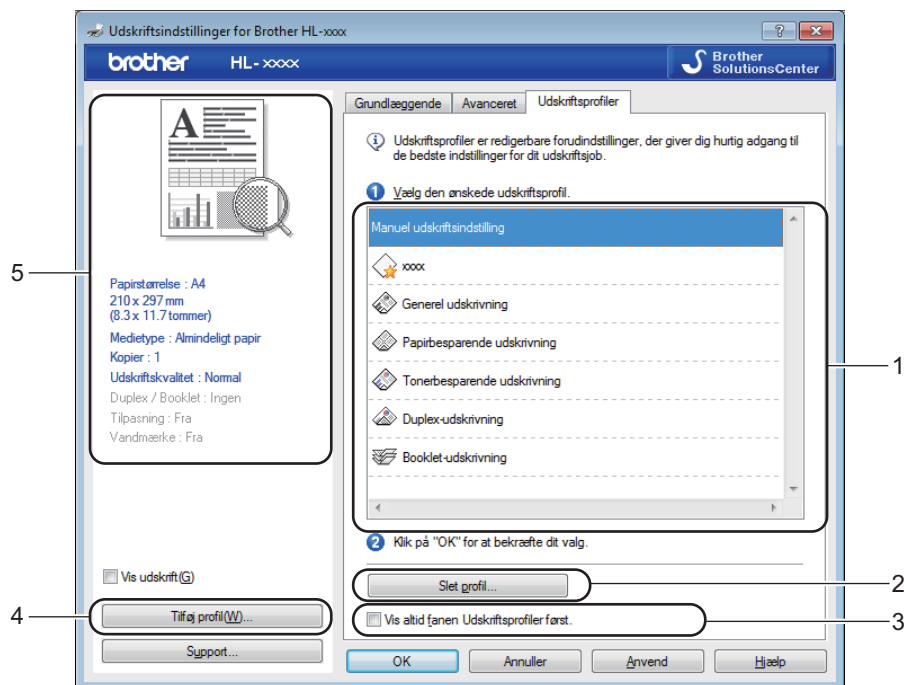 Udskriftsindstillinger for Brother HL-xxxx
brother HL-xxxx
Brother
SolutionsCenter
A
Papirstørrelse : A4
210 x 297 mm
(8.3 x 11.7 tommer)
Medietype : Almindeligt papir
Kopier : 1
Udskriftskvalitet : Normal
Duplex / Booklet : Ingen
Tilpasning : Fra
Vandmærke : Fra
Vis udskrift(G)
Tilføj profil(W)...
Support...
Grundlæggende Avanceret Udskriftsprofiler
Udskriftsprofiler er redigerbare forudindstillinger, der giver dig hurtig adgang til
de bedste indstillinger for dit udskriftsjob.
1 Vælg den ønskede udskriftsprofil.
Manuel udskriftsindstilling
xxxx
Generel udskrivning
Papirbesparende udskrivning
Tonerbesparende udskrivning
Duplex-udskrivning
Booklet-udskrivning
2 Klik på "OK" for at bekræfte dit valg.
Slet profil...
Vis altid fanen Udskriftsprofiler først.
OK Annuller Anvend Hjælp
1
2
3
4
5